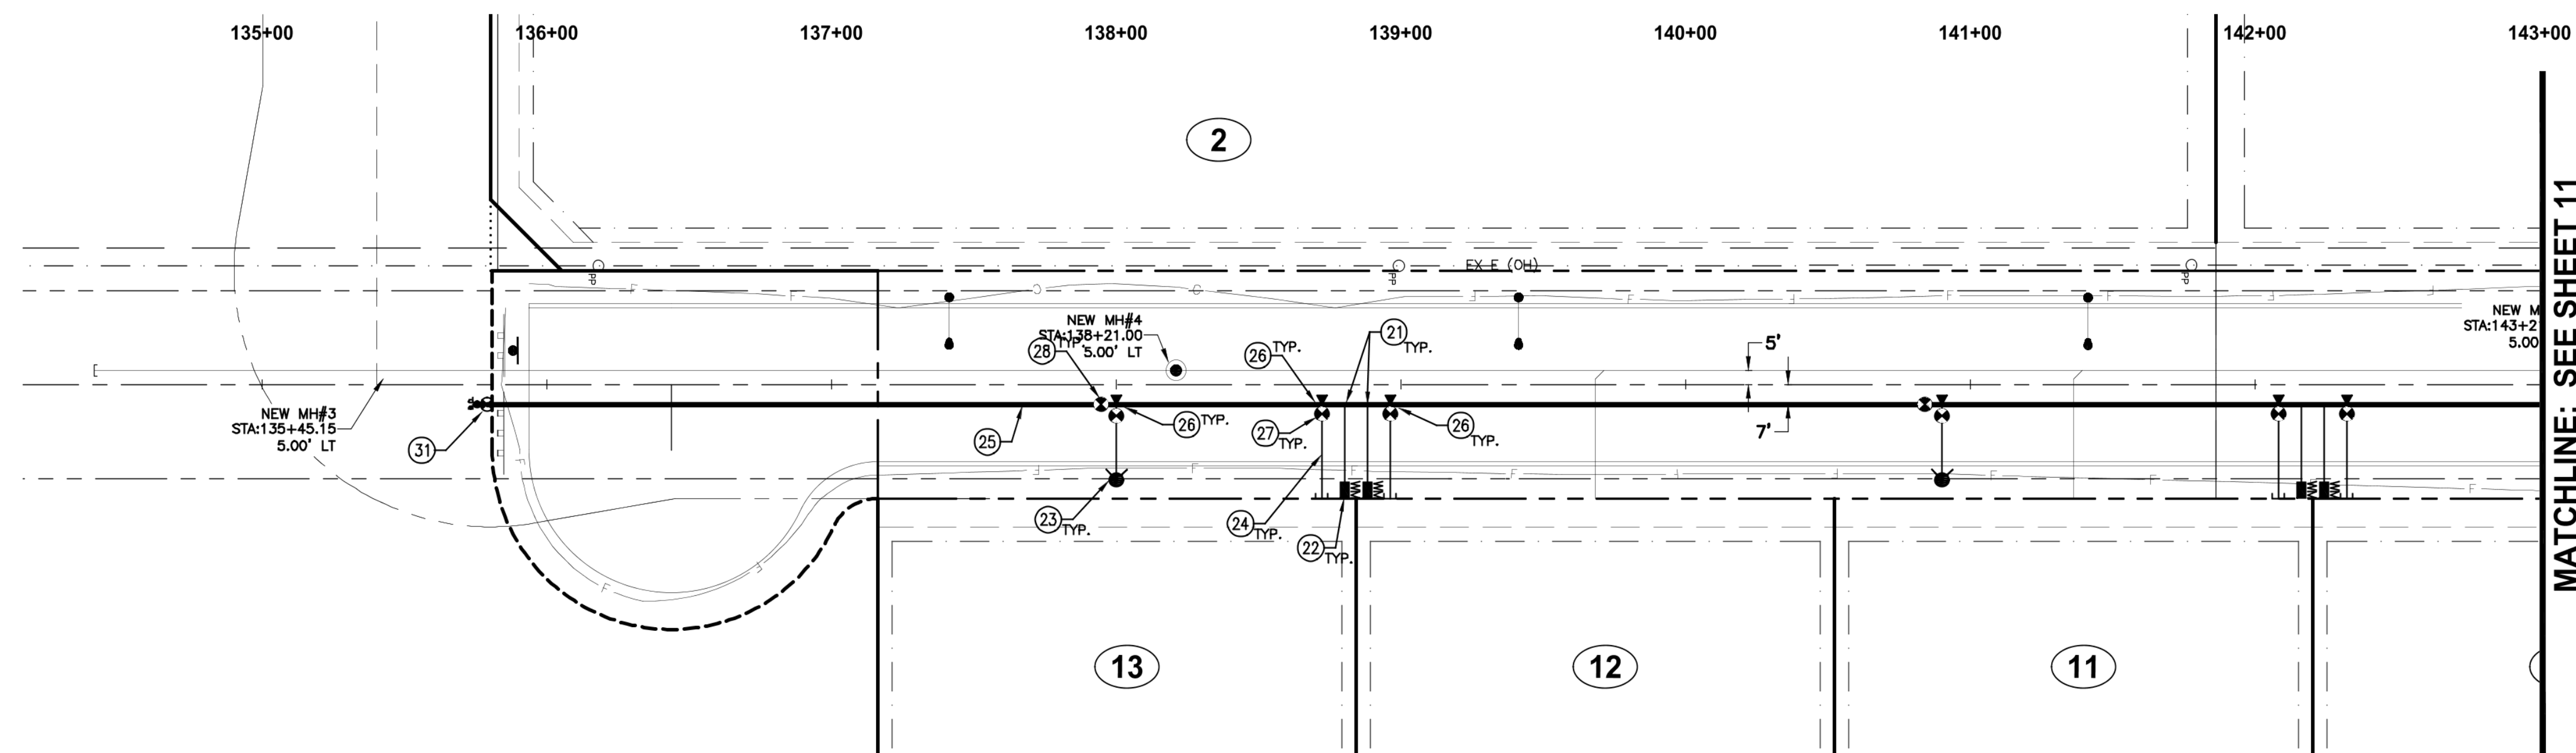 135+00 136+00 137+00 138+00 139+00 140+00 141+00 142+00 143+00
2
PP PP EX E (OH) PP
F F C C F F F F F F F
NEW MH#4
STA:138+21.00
5.00' LT
NEW M
STA:143+2
5.00
28 TYP.
26 TYP.
21 TYP.
5'
NEW MH#3
STA:135+45.15
5.00' LT
31
25
26 TYP.
27 TYP.
26 TYP.
7'
F F F F F F F F F F F
23 TYP.
24 TYP.
22 TYP.
F F
13 12 11
MATCHLINE: SEE SHEET 11